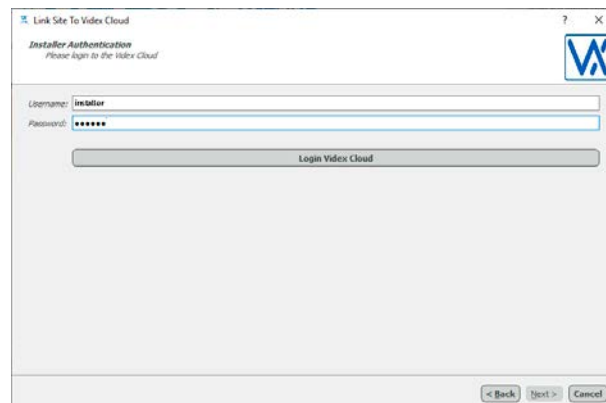 Link Site To Videx Cloud
Installer Authentication
Please login to the Videx Cloud
Username: installer
Password: ●●●●●●
Login Videx Cloud
< Back Next > Cancel